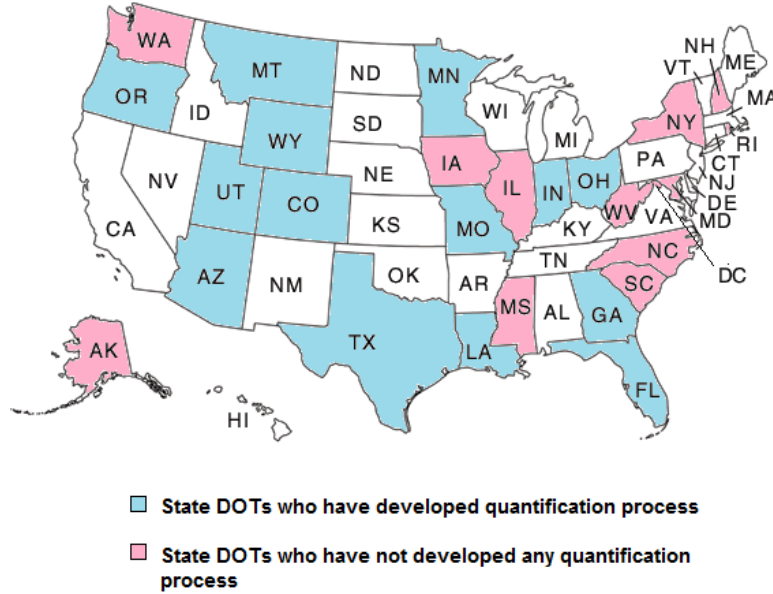 WA
NH
ME
VT
MT
ND
MN
MA
OR
ID
SD
WI
NY
WY
MI
RI
IA
PA
CT
NE
NJ
NV
IL
IN
OH
DE
UT
CO
WV
VA
MD
CA
KS
MO
KY
NC
TN
DC
AZ
NM
OK
AR
SC
MS
AL
GA
TX
LA
AK
FL
HI
State DOTs who have developed quantification process
State DOTs who have not developed any quantification
process